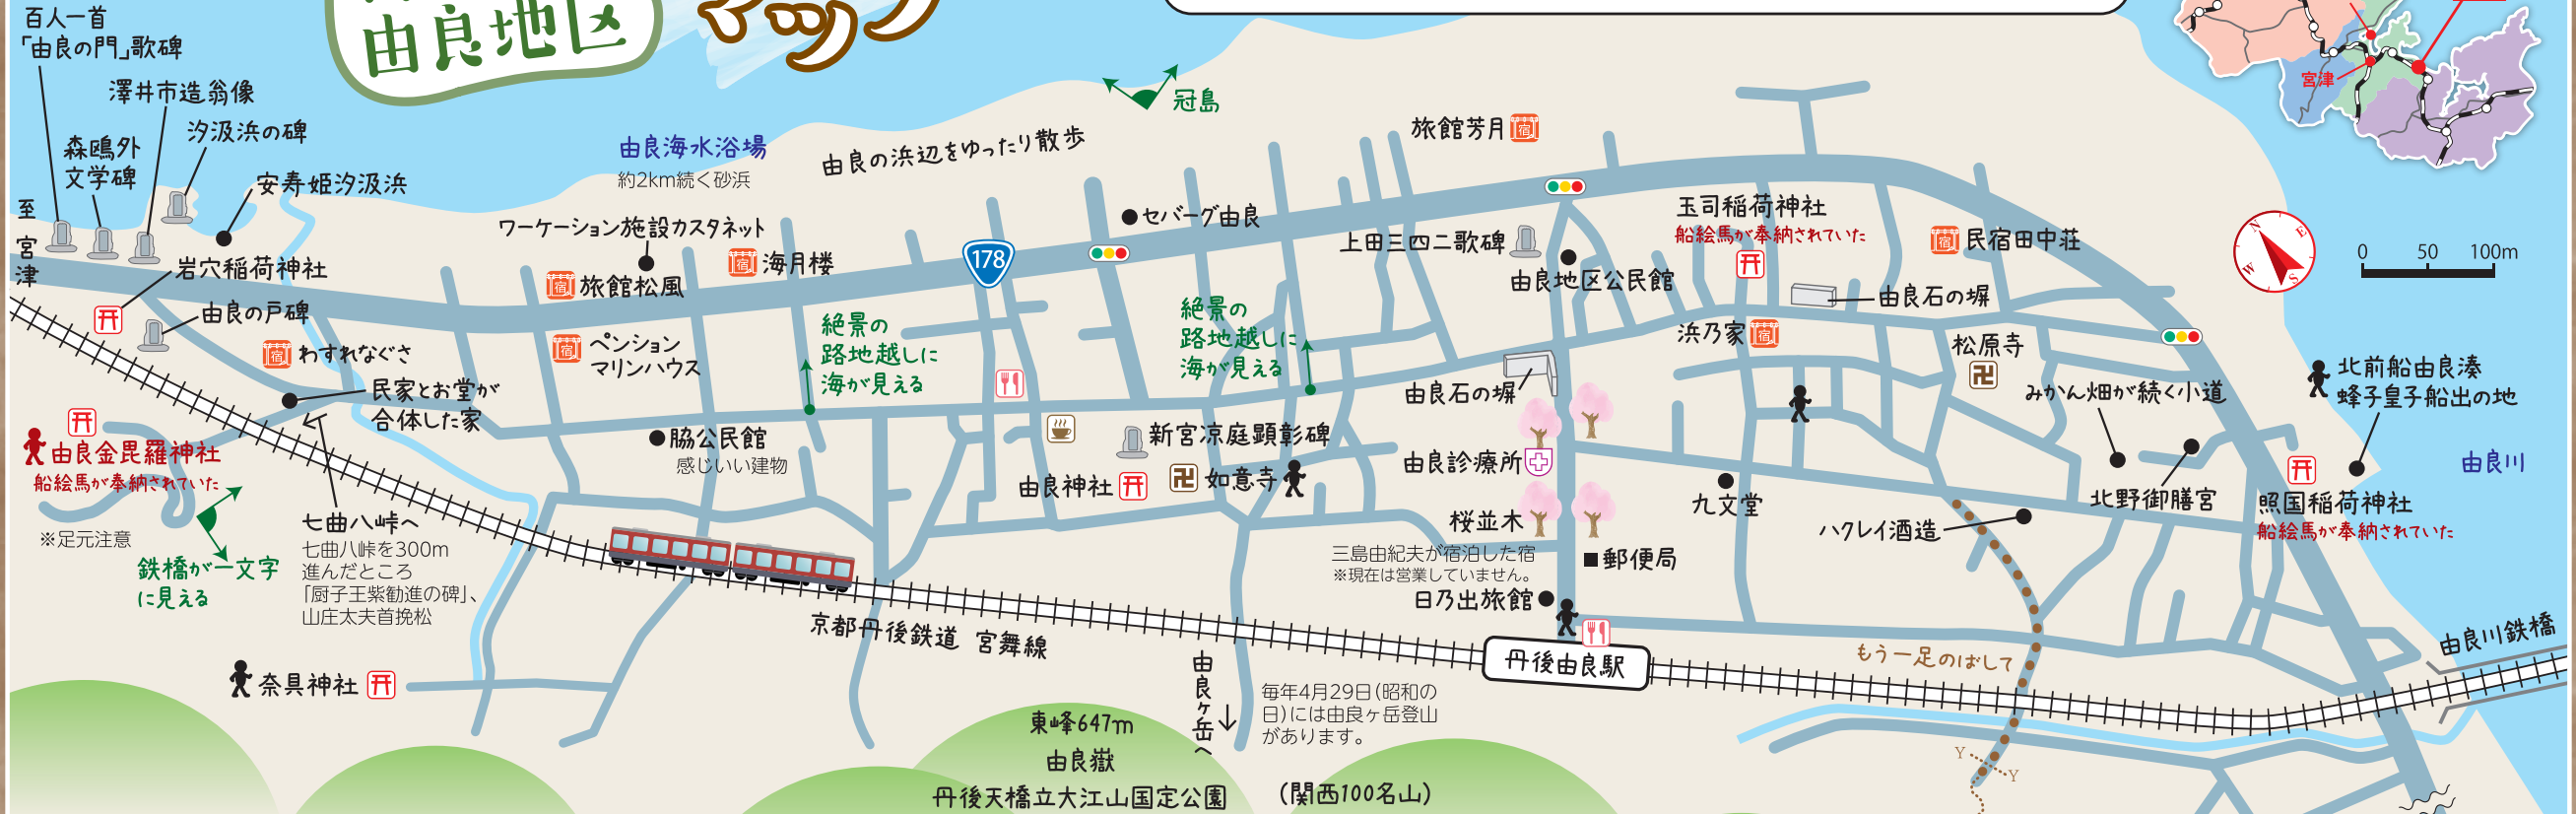 百人一首
「由良の門」歌碑
由良地区
マップ
澤井市造翁像
汐汲浜の碑
森鴎外
文学碑
安寿姫汐汲浜
至
宮
津
岩穴稲荷神社
由良の戸碑
わすれなぐさ
民家とお堂が
合体した家
由良金毘羅神社
船絵馬が奉納されていた
※足元注意
鉄橋が一文字
に見える
七曲八峠へ
七曲八峠を300m
進んだところ
「厨子王紫勧進の碑」、
山庄太夫首挽松
奈具神社
由良海水浴場
約2km続く砂浜
由良の浜辺をゆったり散歩
冠島
ワーケーション施設カスタネット
宿
旅館松風
宿
海月楼
宿
ペンション
マリンハウス
宿
178
セバーグ由良
絶景の
路地越しに
海が見える
絶景の
路地越しに
海が見える
脇公民館
感じいい建物
新宮凉庭顕彰碑
由良神社
卍
如意寺
京都丹後鉄道 宮舞線
東峰647m
由良嶽
丹後天橋立大江山国定公園
(関西100名山)
由良ヶ岳へ
毎年4月29日(昭和の
日)には由良ヶ岳登山
があります。
旅館芳月
宿
上田三四二歌碑
由良地区公民館
由良石の塀
由良診療所
桜並木
三島由紀夫が宿泊した宿
※現在は営業していません。
日乃出旅館
郵便局
丹後由良駅
玉司稲荷神社
船絵馬が奉納されていた
宿
民宿田中荘
由良石の塀
浜乃家
宿
松原寺
卍
みかん畑が続く小道
九文堂
ハクレイ酒造
北野御膳宮
もう一足のばして
北前船由良湊
蜂子皇子船出の地
由良川
照国稲荷神社
船絵馬が奉納されていた
由良川鉄橋
宮津
N
E
W
S
0 50 100m
Y
Y